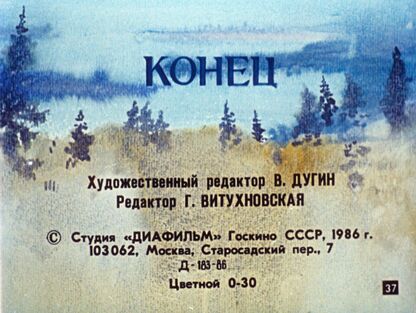 КОНЕЦ
Художественный редактор В. ДУГИН
Редактор Г. ВИТУХНОВСКАЯ
© Студия «ДИАФИЛЬМ» Госкино СССР, 1986 г.
103062, Москва, Старосадский пер., 7
Д-183-86
Цветной 0-30
37